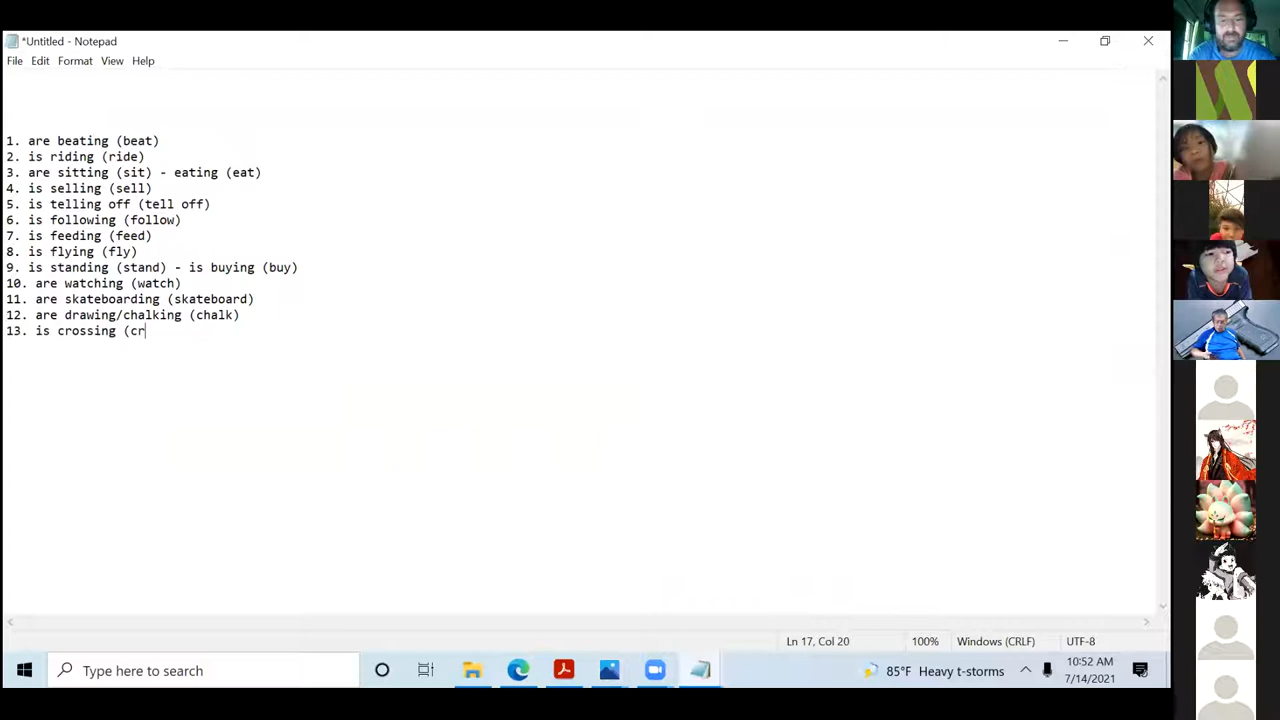 *Untitled - Notepad
File Edit Format View Help
1. are beating (beat)
2. is riding (ride)
3. are sitting (sit) - eating (eat)
4. is selling (sell)
5. is telling off (tell off)
6. is following (follow)
7. is feeding (feed)
8. is flying (fly)
9. is standing (stand) - is buying (buy)
10. are watching (watch)
11. are skateboarding (skateboard)
12. are drawing/chalking (chalk)
13. is crossing (cr
Ln 17, Col 20 100% Windows (CRLF) UTF-8
Type here to search
85°F Heavy t-storms
10:52 AM
7/14/2021